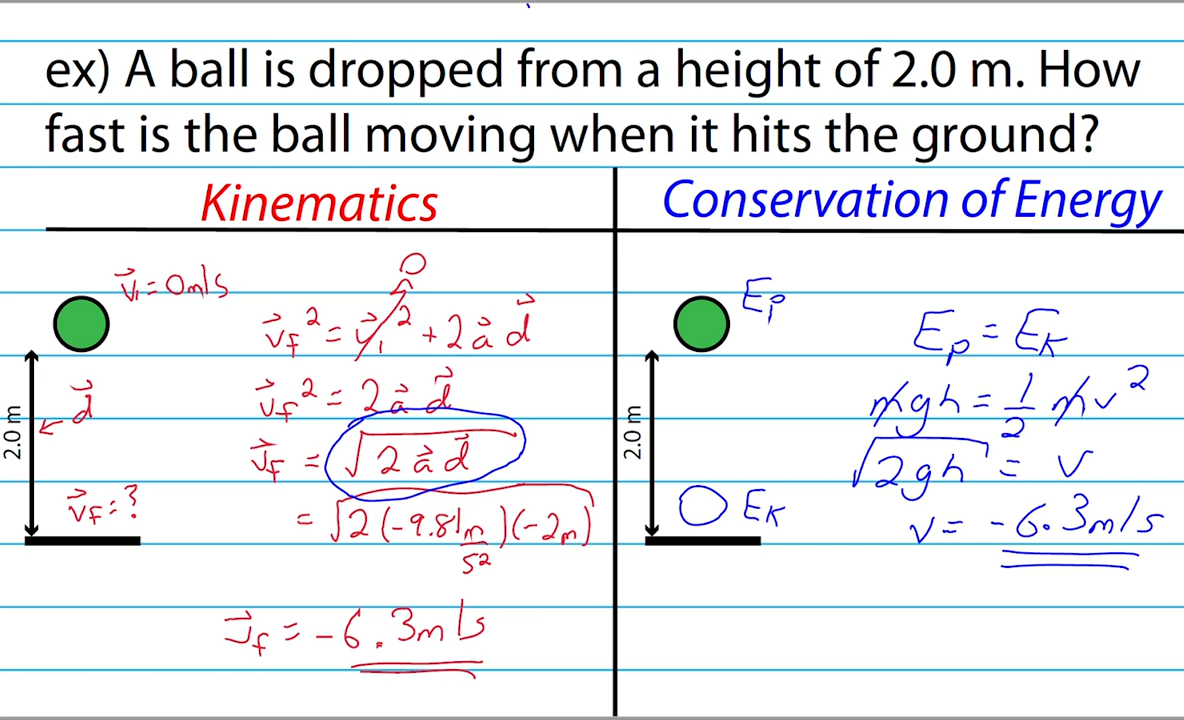 ex) A ball is dropped from a height of 2.0 m. How
fast is the ball moving when it hits the ground?
Kinematics
v⃗₁ = 0m/s
0
v⃗f² = v⃗₁² + 2a⃗d⃗
v⃗f² = 2a⃗d⃗
v⃗f = √2a⃗d⃗
= √2(-9.81m/s²)(-2m)
v⃗f = -6.3m/s
2.0 m
d⃗
v⃗f = ?
Conservation of Energy
Ep
2.0 m
EK
Ep = EK
mgh = 1/2 mv²
√2gh = v
v = -6.3m/s